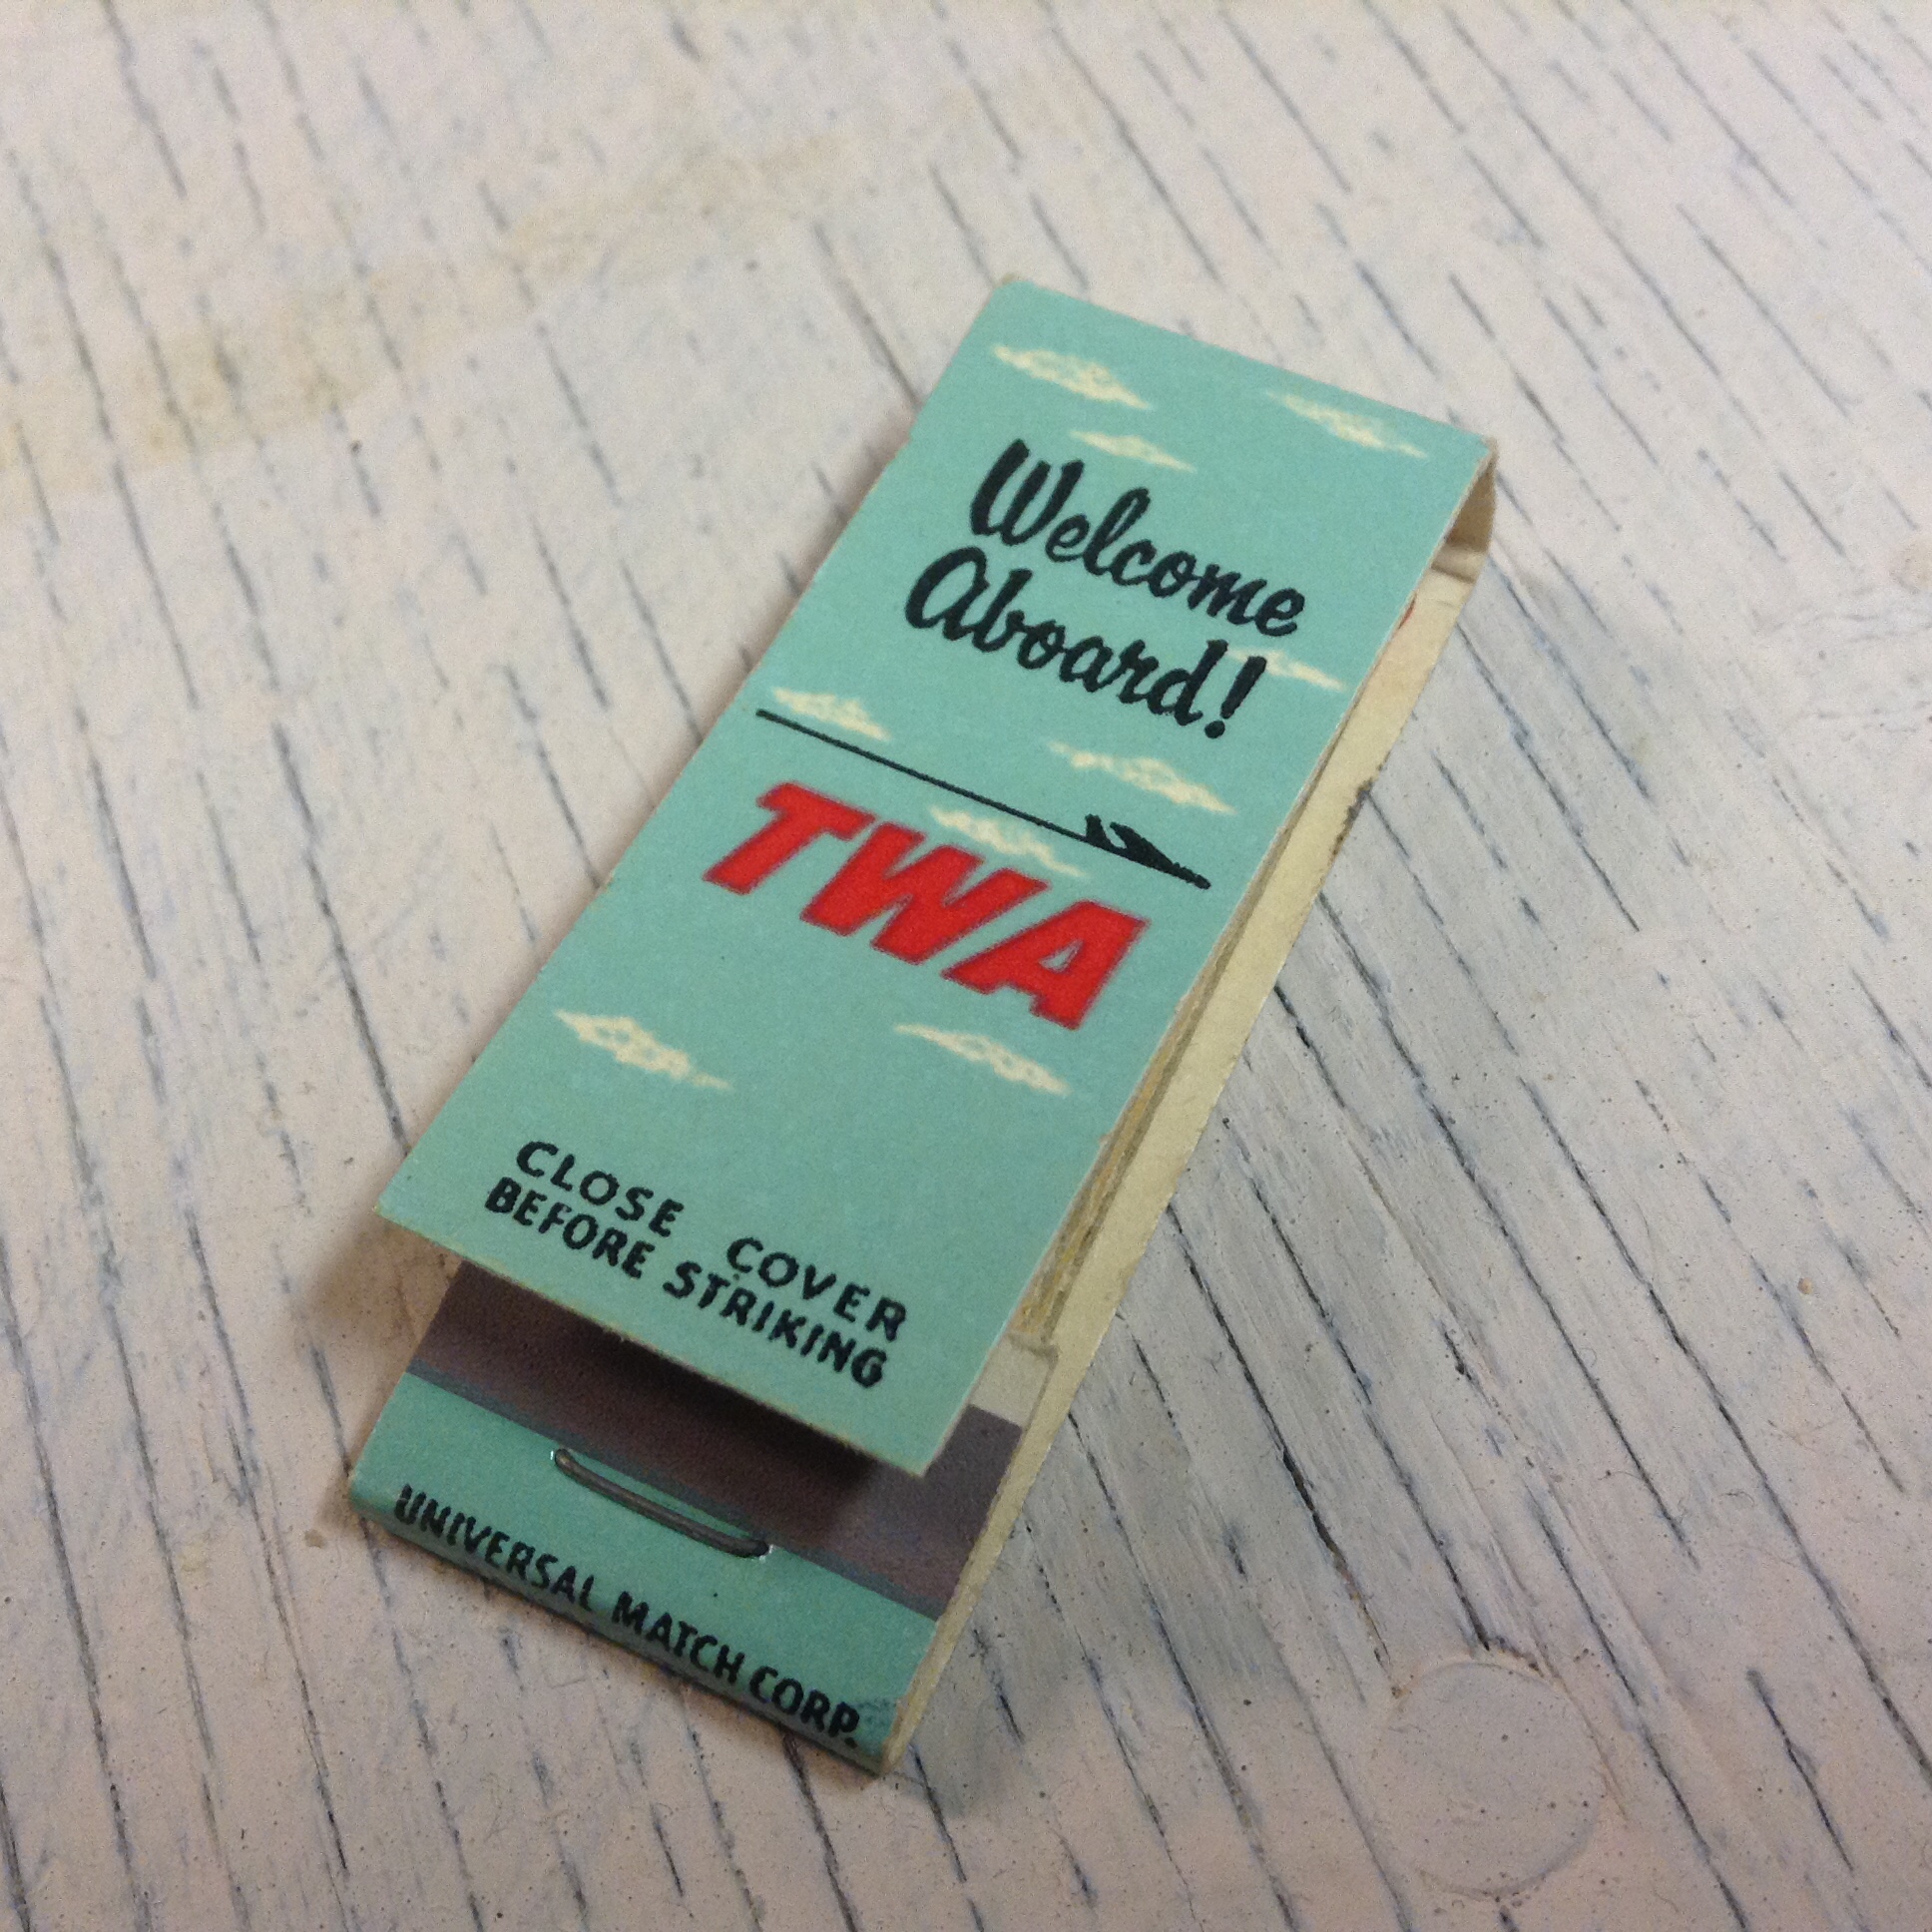 Welcome
Aboard!
TWA
CLOSE COVER
BEFORE STRIKING
UNIVERSAL MATCH CORP.